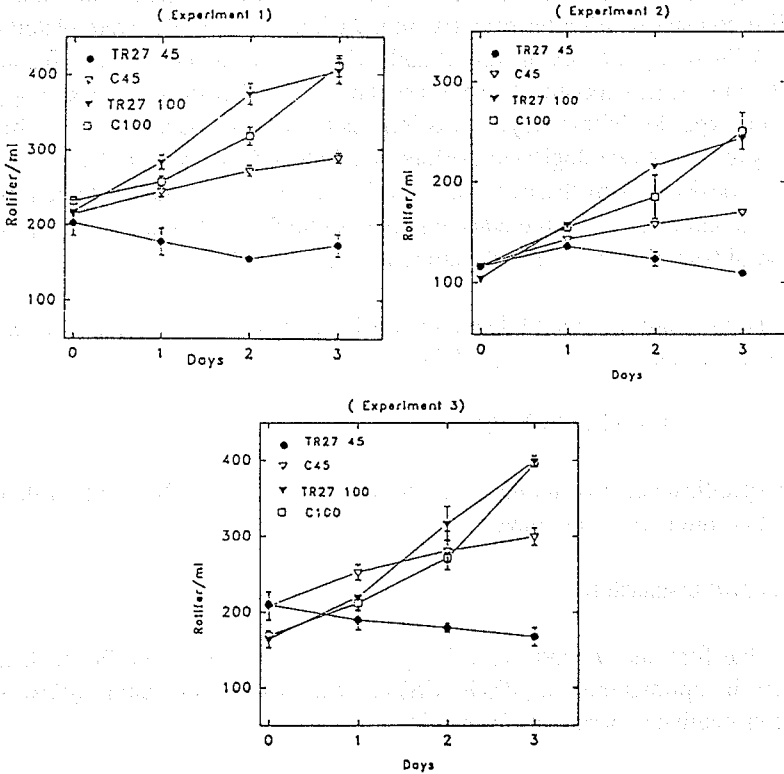 ( Experiment 1)
TR27 45
C45
TR27 100
C100
Rotifer/ml
400
300
200
100
0 1 2 3
Days
( Experiment 2)
TR27 45
C45
TR27 100
C100
Rotifer/ml
300
200
100
0 1 2 3
Days
( Experiment 3)
TR27 45
C45
TR27 100
C100
Rotifer/ml
400
300
200
100
0 1 2 3
Days